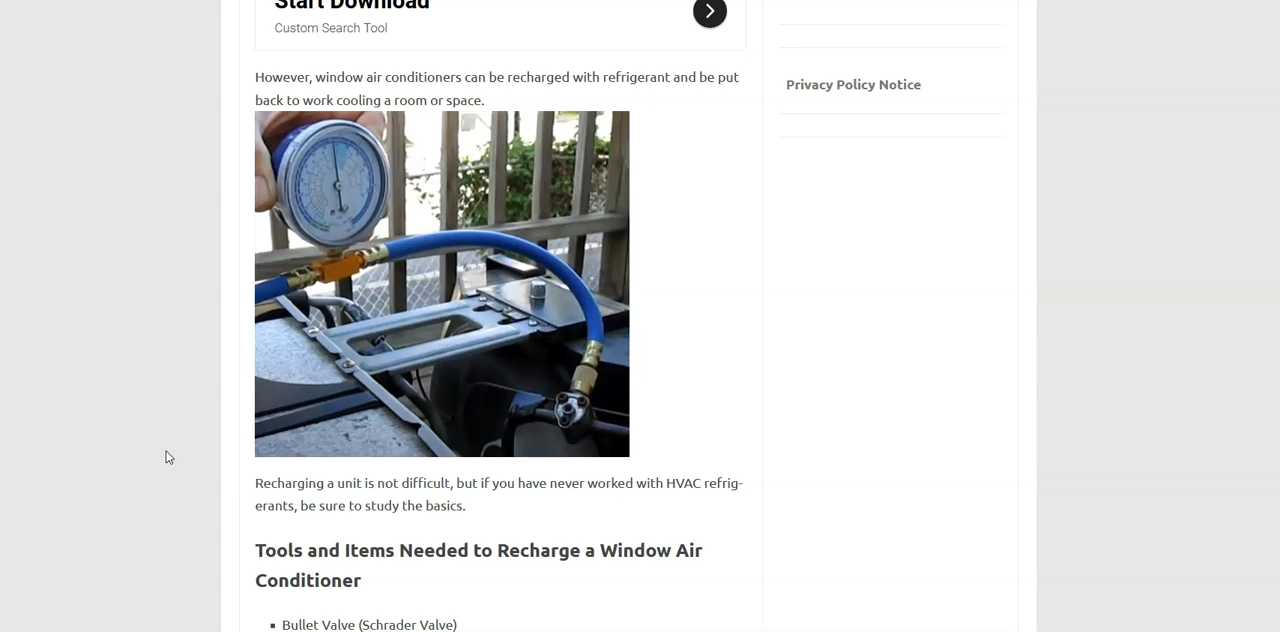 Start Download
Custom Search Tool
However, window air conditioners can be recharged with refrigerant and be put
back to work cooling a room or space.
Privacy Policy Notice
Recharging a unit is not difficult, but if you have never worked with HVAC refrig-
erants, be sure to study the basics.
Tools and Items Needed to Recharge a Window Air
Conditioner
▪ Bullet Valve (Schrader Valve)